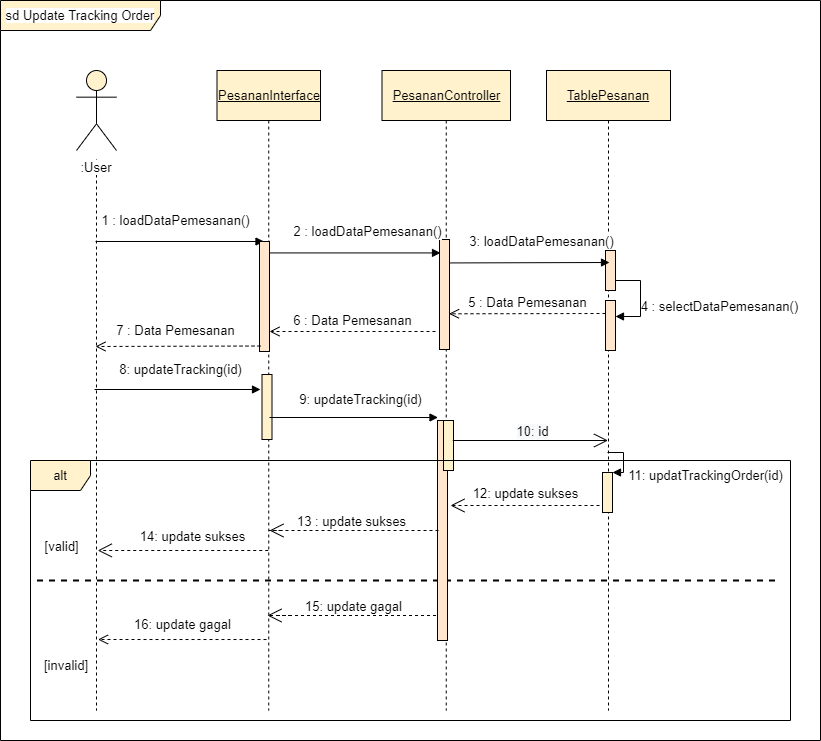 sd Update Tracking Order
PesananInterface
PesananController
TablePesanan
:User
1 : loadDataPemesanan()
2 : loadDataPemesanan()
3: loadDataPemesanan()
4 : selectDataPemesanan()
5 : Data Pemesanan
6 : Data Pemesanan
7 : Data Pemesanan
8: updateTracking(id)
9: updateTracking(id)
10: id
alt
11: updatTrackingOrder(id)
12: update sukses
13 : update sukses
14: update sukses
[valid]
15: update gagal
16: update gagal
[invalid]